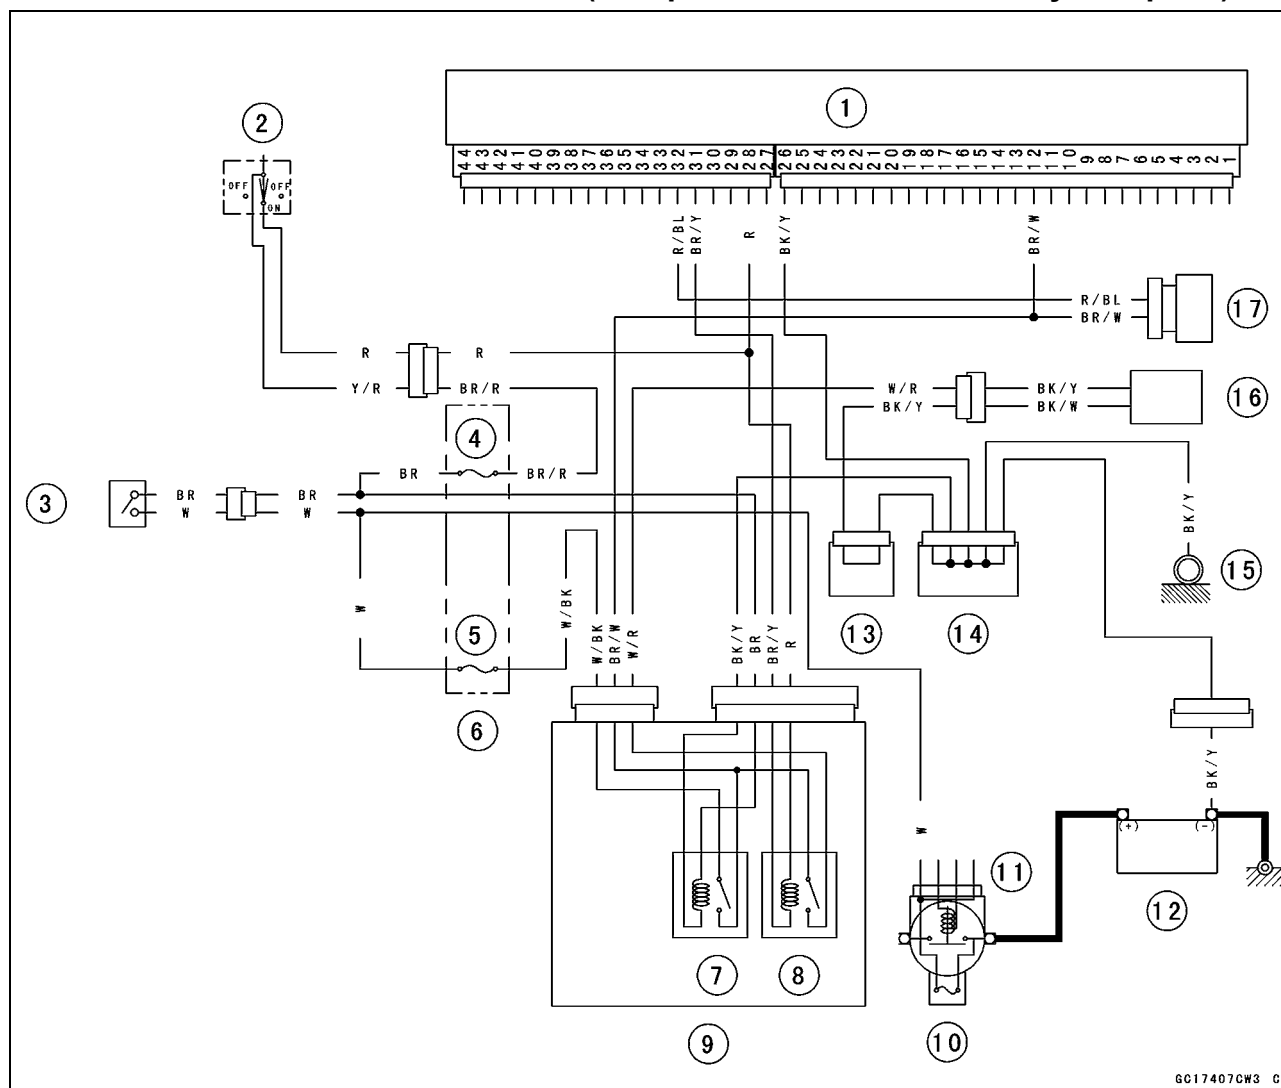 1
2
44 43 42 41 40 39 38 37 36 35 34 33 32 31 30 29 28 27 26 25 24 23 22 21 20 19 18 17 16 15 14 13 12 11 10 9 8 7 6 5 4 3 2 1
OFF OFF
ON
R/BL BR/Y R BK/Y BR/W
R/BL
BR/W
17
R R
Y/R BR/R
W/R BK/Y
BK/Y BK/W
16
4
BR BR/R
3
BR BR
W W
BK/Y
15
W
W/BK
5
13
14
W/BK BR/W W/R
BK/Y BR BR/Y R
6
BK/Y
W
(+) (-)
11
12
7
8
9
10
GC17407CW3 C